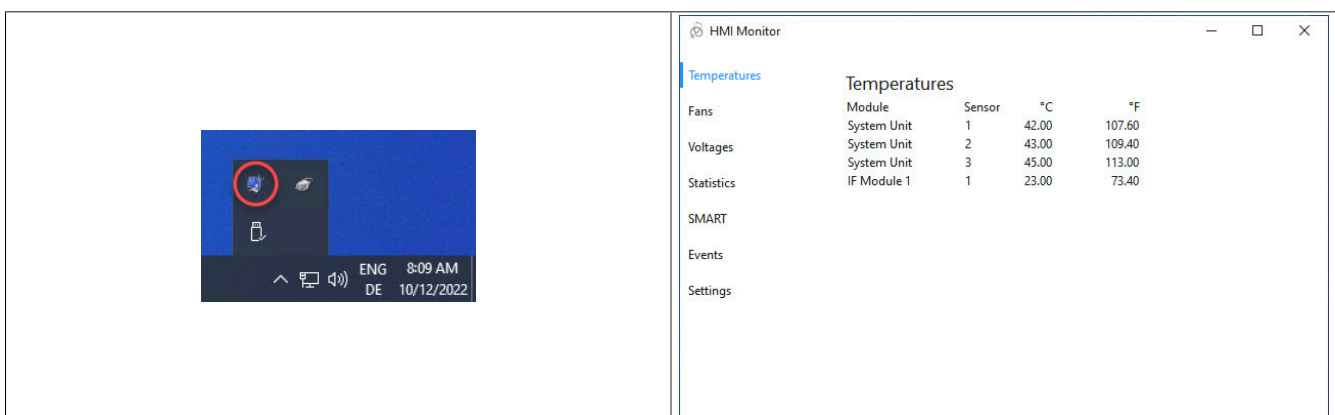 ENG 8:09 AM
DE 10/12/2022
HMI Monitor
Temperatures
Fans
Voltages
Statistics
SMART
Events
Settings
Temperatures
Module Sensor °C °F
System Unit 1 42.00 107.60
System Unit 2 43.00 109.40
System Unit 3 45.00 113.00
IF Module 1 1 23.00 73.40